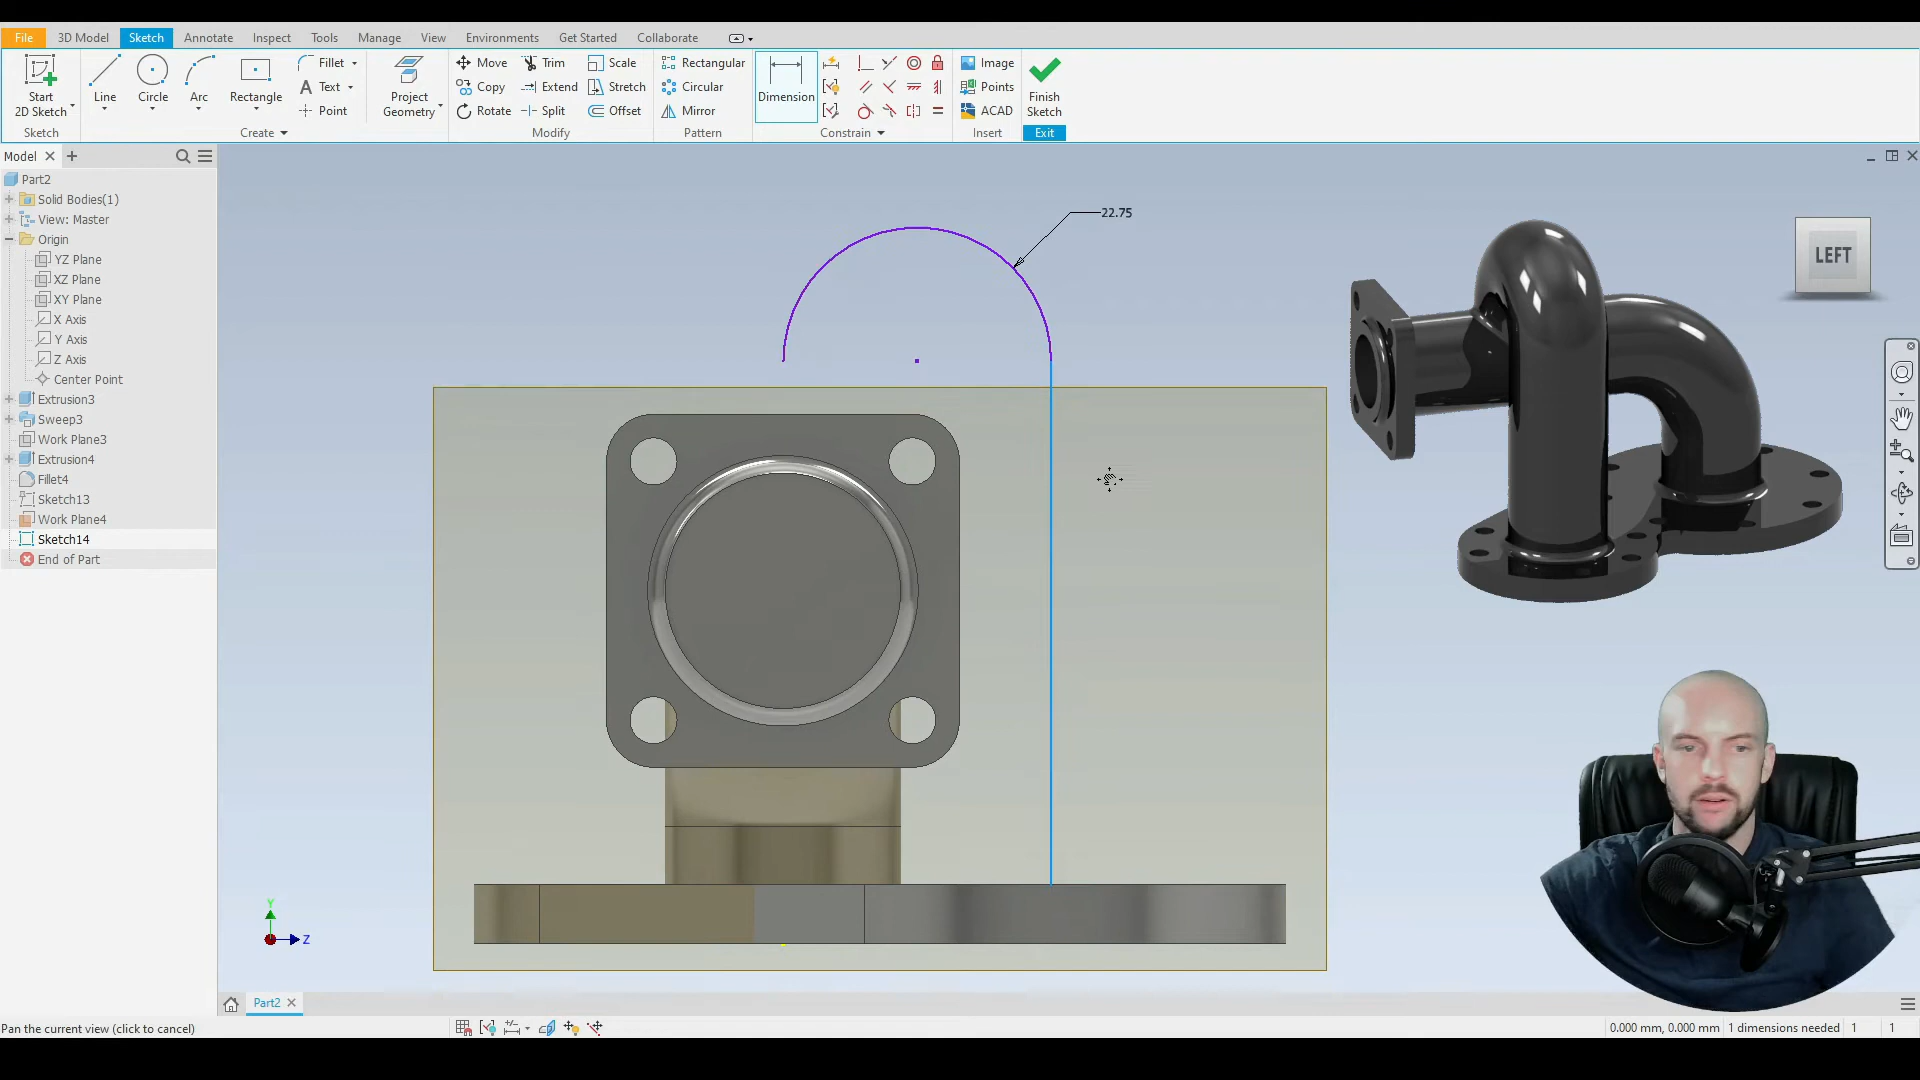 File 3D Model Sketch Annotate Inspect Tools Manage View Environments Get Started Collaborate
Start
2D Sketch
Line
Circle
Arc
Rectangle
Fillet
Text
Point
Project
Geometry
Move
Copy
Rotate
Trim
Extend
Split
Scale
Stretch
Offset
Rectangular
Circular
Mirror
Dimension
Image
Points
ACAD
Finish
Sketch
Sketch Create Modify Pattern Constrain Insert Exit
Model
Part2
Solid Bodies(1)
View: Master
Origin
YZ Plane
XZ Plane
XY Plane
X Axis
Y Axis
Z Axis
Center Point
Extrusion3
Sweep3
Work Plane3
Extrusion4
Fillet4
Sketch13
Work Plane4
Sketch14
End of Part
22.75
LEFT
Y
Z
Part2
Pan the current view (click to cancel)
0.000 mm, 0.000 mm 1 dimensions needed 1 1